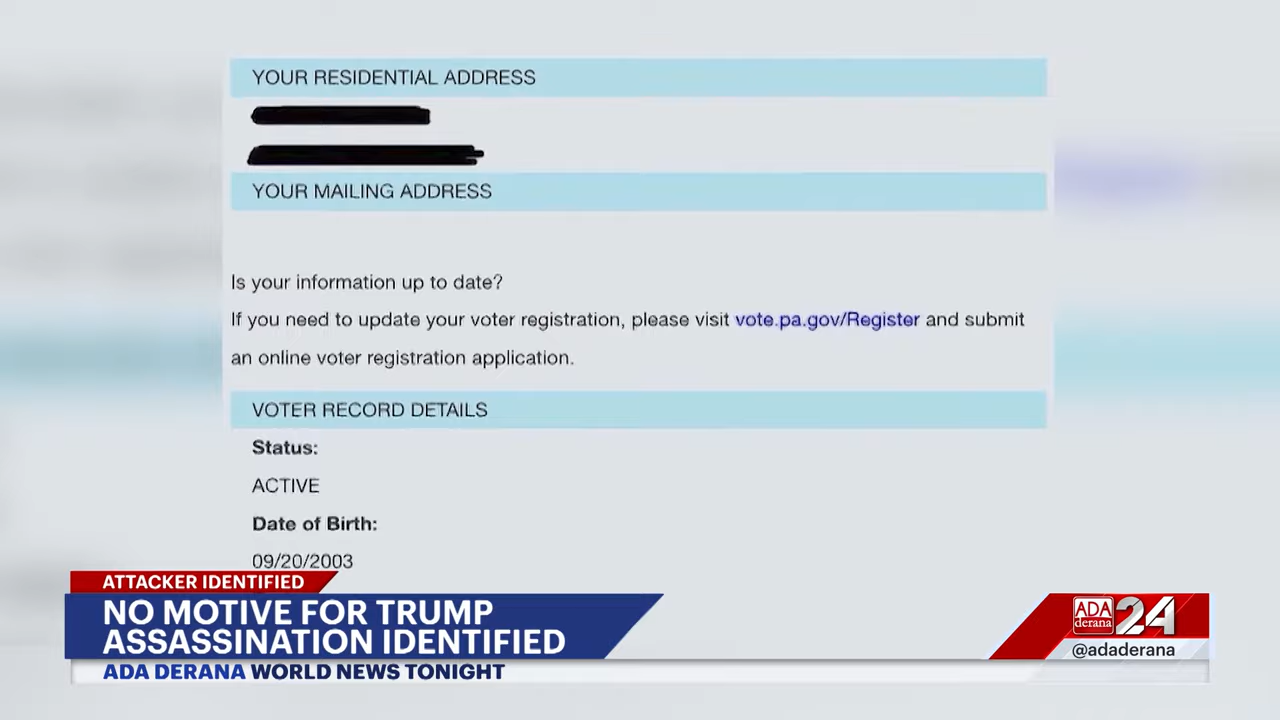 YOUR RESIDENTIAL ADDRESS
YOUR MAILING ADDRESS
Is your information up to date?
If you need to update your voter registration, please visit vote.pa.gov/Register and submit
an online voter registration application.
VOTER RECORD DETAILS
Status:
ACTIVE
Date of Birth:
09/20/2003
ATTACKER IDENTIFIED
NO MOTIVE FOR TRUMP
ASSASSINATION IDENTIFIED
ADA DERANA WORLD NEWS TONIGHT
ADA
derana
24
@adaderana